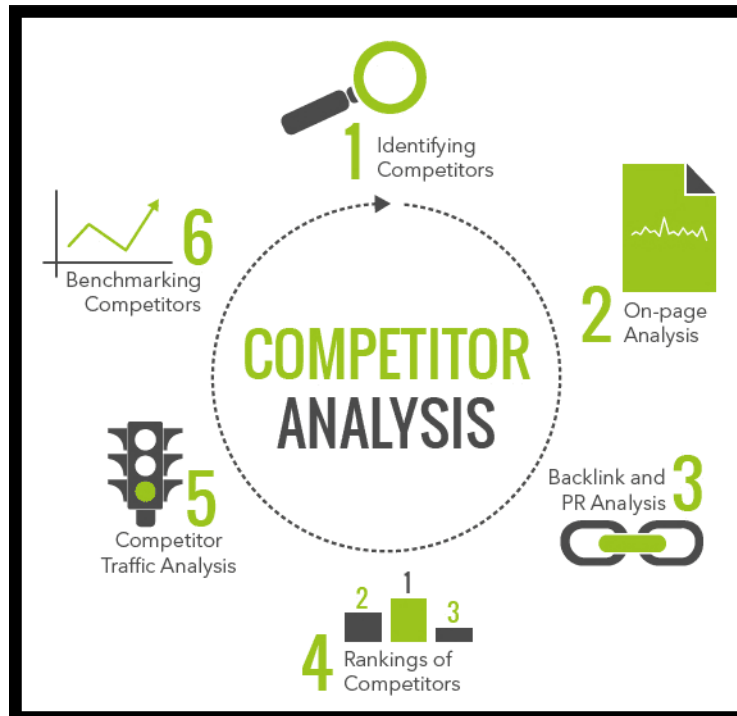 1 Identifying
Competitors
2 On-page
Analysis
Backlink and
PR Analysis 3
2 1 3
4 Rankings of
Competitors
5
Competitor
Traffic Analysis
6
Benchmarking
Competitors
COMPETITOR
ANALYSIS